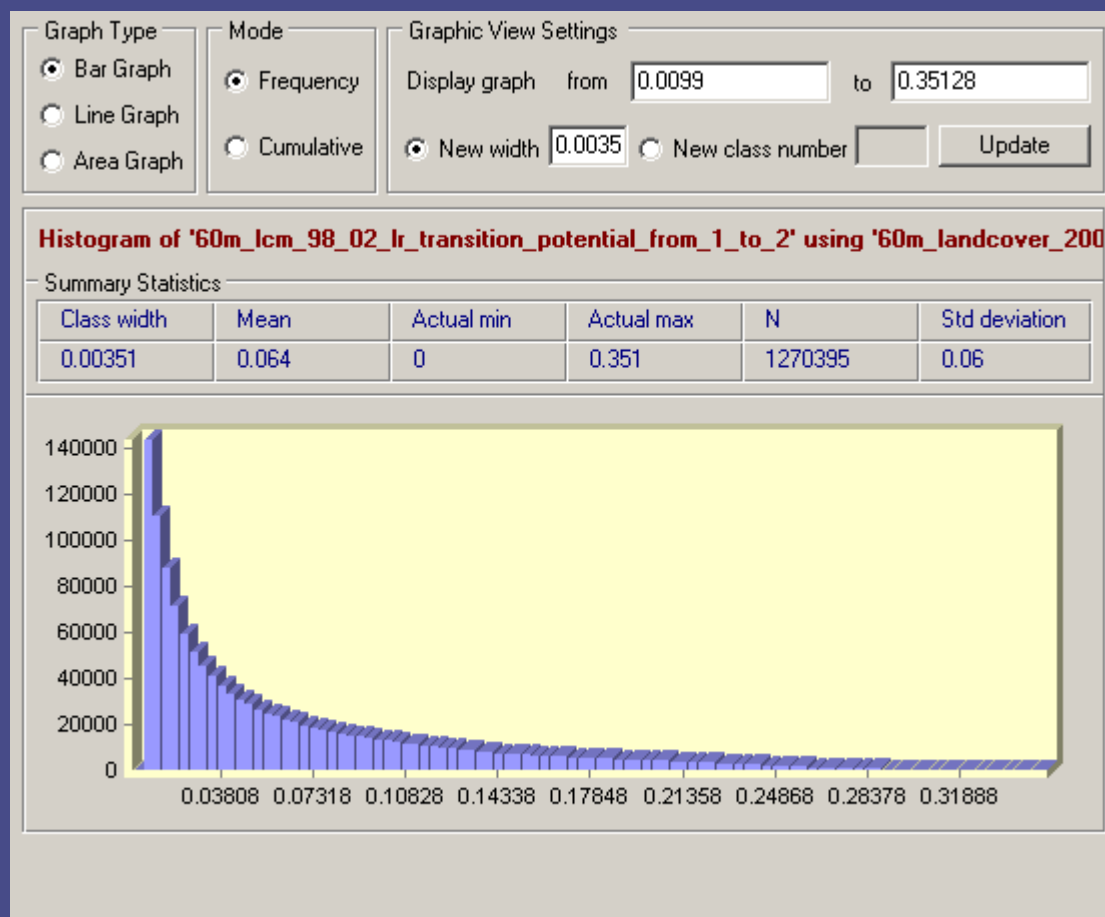 Graph Type
Bar Graph
Line Graph
Area Graph
Mode
Frequency
Cumulative
Graphic View Settings
Display graph from 0.0099 to 0.35128
New width 0.0035 New class number Update
Histogram of '60m_lcm_98_02_lr_transition_potential_from_1_to_2' using '60m_landcover_200
Summary Statistics
Class width Mean Actual min Actual max N Std deviation
0.00351 0.064 0 0.351 1270395 0.06
140000
120000
100000
80000
60000
40000
20000
0
0.03808 0.07318 0.10828 0.14338 0.17848 0.21358 0.24868 0.28378 0.31888